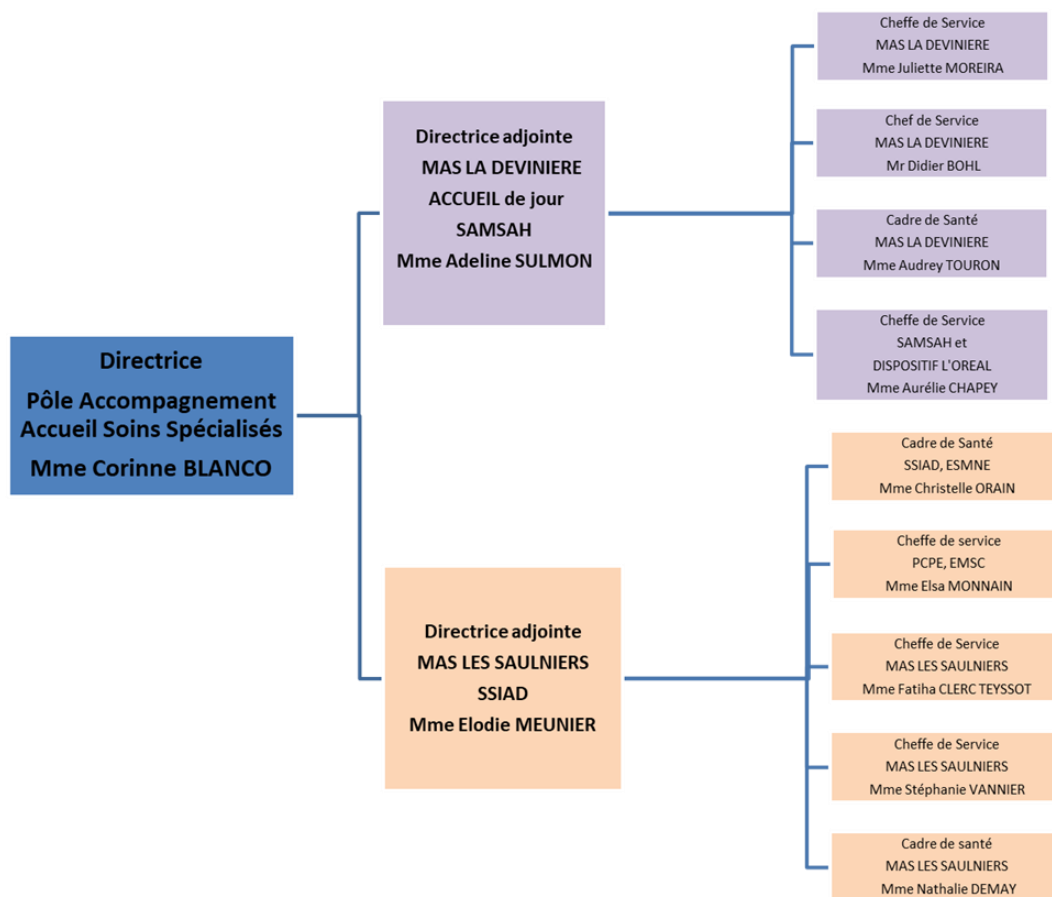 Directrice
Pôle Accompagnement
Accueil Soins Spécialisés
Mme Corinne BLANCO
Directrice adjointe
MAS LA DEVINIERE
ACCUEIL de jour
SAMSAH
Mme Adeline SULMON
Cheffe de Service
MAS LA DEVINIERE
Mme Juliette MOREIRA
Chef de Service
MAS LA DEVINIERE
Mr Didier BOHL
Cadre de Santé
MAS LA DEVINIERE
Mme Audrey TOURON
Cheffe de Service
SAMSAH et
DISPOSITIF L'OREAL
Mme Aurélie CHAPEY
Directrice adjointe
MAS LES SAULNIERS
SSIAD
Mme Elodie MEUNIER
Cadre de Santé
SSIAD, ESMNE
Mme Christelle ORAIN
Cheffe de service
PCPE, EMSC
Mme Elsa MONNAIN
Cheffe de Service
MAS LES SAULNIERS
Mme Fatiha CLERC TEYSSOT
Cheffe de Service
MAS LES SAULNIERS
Mme Stéphanie VANNIER
Cadre de santé
MAS LES SAULNIERS
Mme Nathalie DEMAY